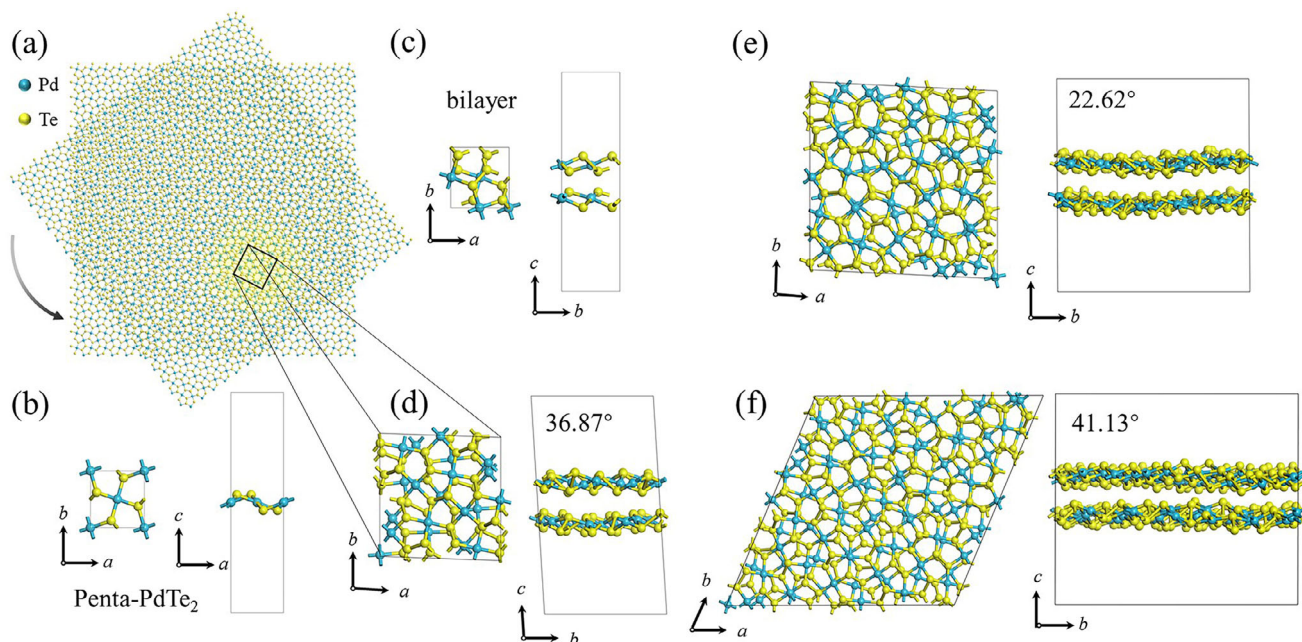 (a)
Pd
Te
(b)
b
a
c
a
Penta-PdTe₂
(c)
bilayer
b
a
c
b
(d)
36.87°
b
a
c
b
(e)
22.62°
b
a
c
b
(f)
41.13°
b
a
c
b